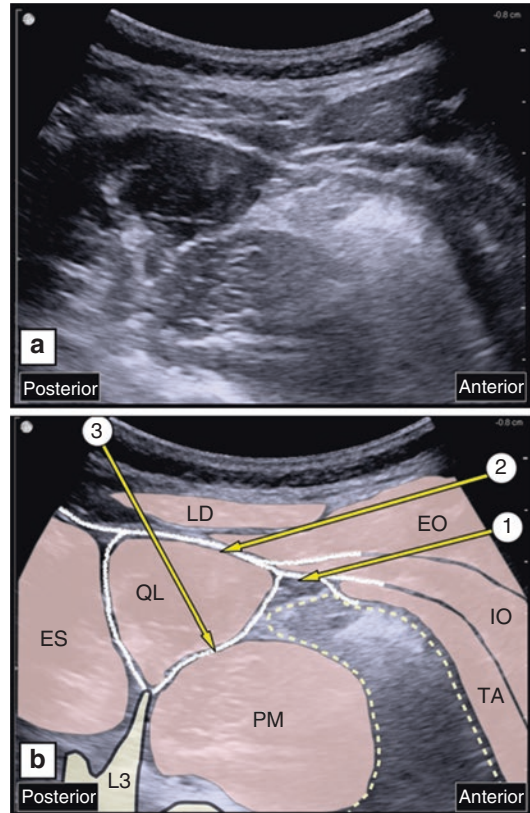 -0.8 cm
a
Posterior
Anterior
-0.8 cm
3
2
1
LD
EO
QL
IO
ES
TA
PM
L3
b
Posterior
Anterior